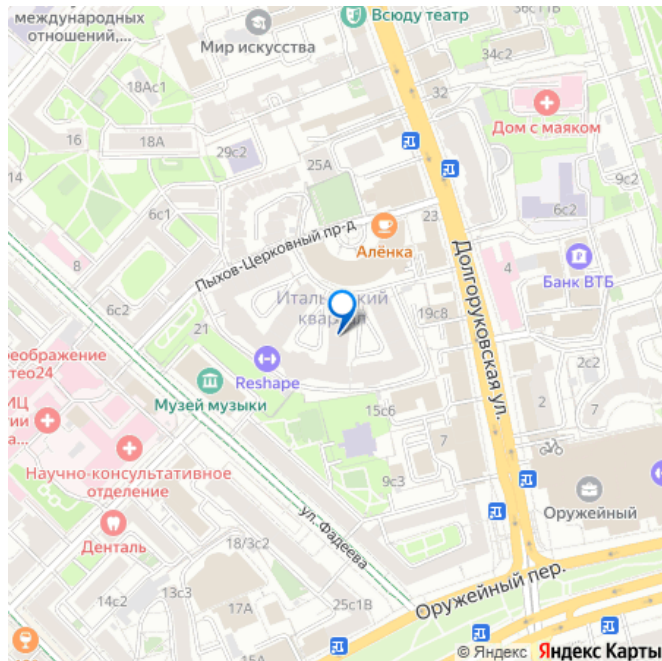 международных
отношений,...
Мир искусства
Всюду театр
36с11В
34с2
18Ас1
32
Дом с маяком
16
18А
29с2
25А
14
9с2
6с1
6с2
23
Пыхов-Церковный пр-д
Алёнка
8
4
Банк ВТБ
Долгоруковская ул.
6с2
Итальянский
квартал
19с8
21
2с2
Reshape
Музей музыки
15с6
2
7
7
Научно-консультативное
отделение
9с3
Оружейный
ул. Фадеева
Денталь
18/3с2
Оружейный пер.
14с2
13с3
17А
25с1В
15А
© Яндекс Яндекс Карты